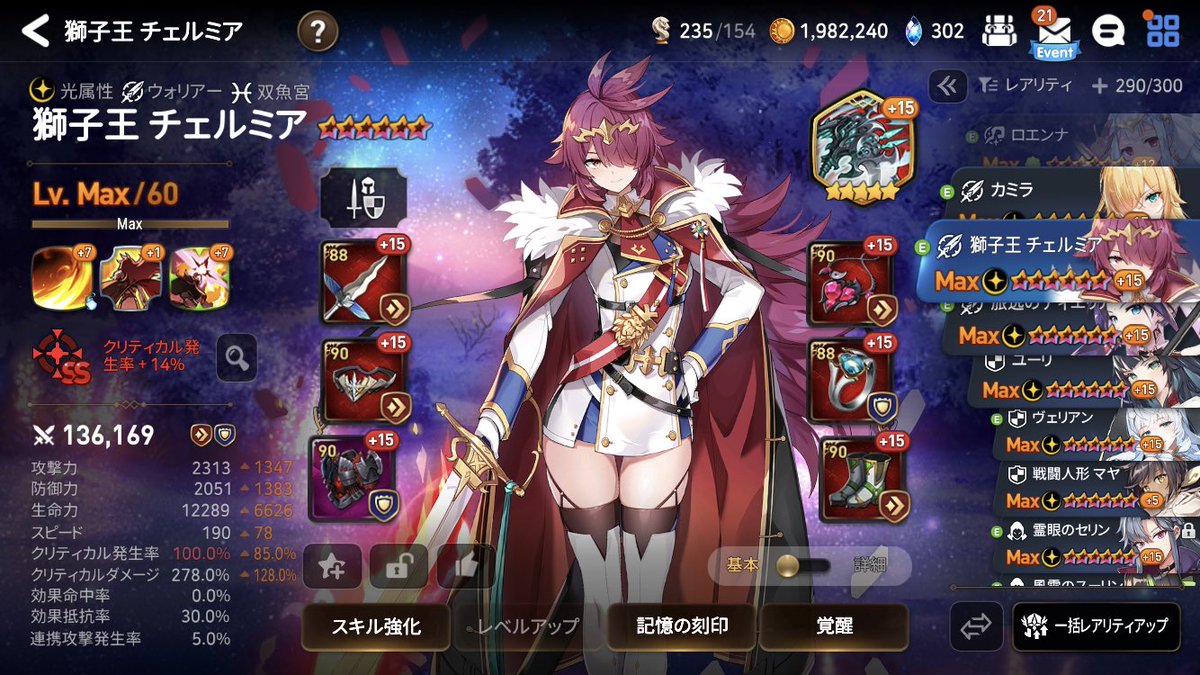 獅子王 チェルミア
?
235/154
1,982,240
302
21
Event
光属性 ウォリアー 双魚宮
獅子王 チェルミア
Lv. Max/60
Max
+7
+1
+7
SS
クリティカル発
生率+14%
136,169
攻撃力 2313 1347
防御力 2051 1383
生命力 12289 6626
スピード 190 78
クリティカル発生率 100.0% 85.0%
クリティカルダメージ 278.0% 128.0%
効果命中率 0.0%
効果抵抗率 30.0%
連携攻撃発生率 5.0%
88 +15
90 +15
90 +15
+15
90 +15
88 +15
90 +15
基本 詳細
スキル強化
レベルアップ
記憶の刻印
覚醒
レアリティ
290/300
E ロエンナ
Max +12
E カミラ
Max
E 獅子王 チェルミア
Max +15
E
Max +15
ユーリ
Max +15
E ヴェリアン
Max +15
戦闘人形 マヤ
Max +5
E 霊眼のセリン
Max +15
E 風雲のスーリン
一括レアリティアップ